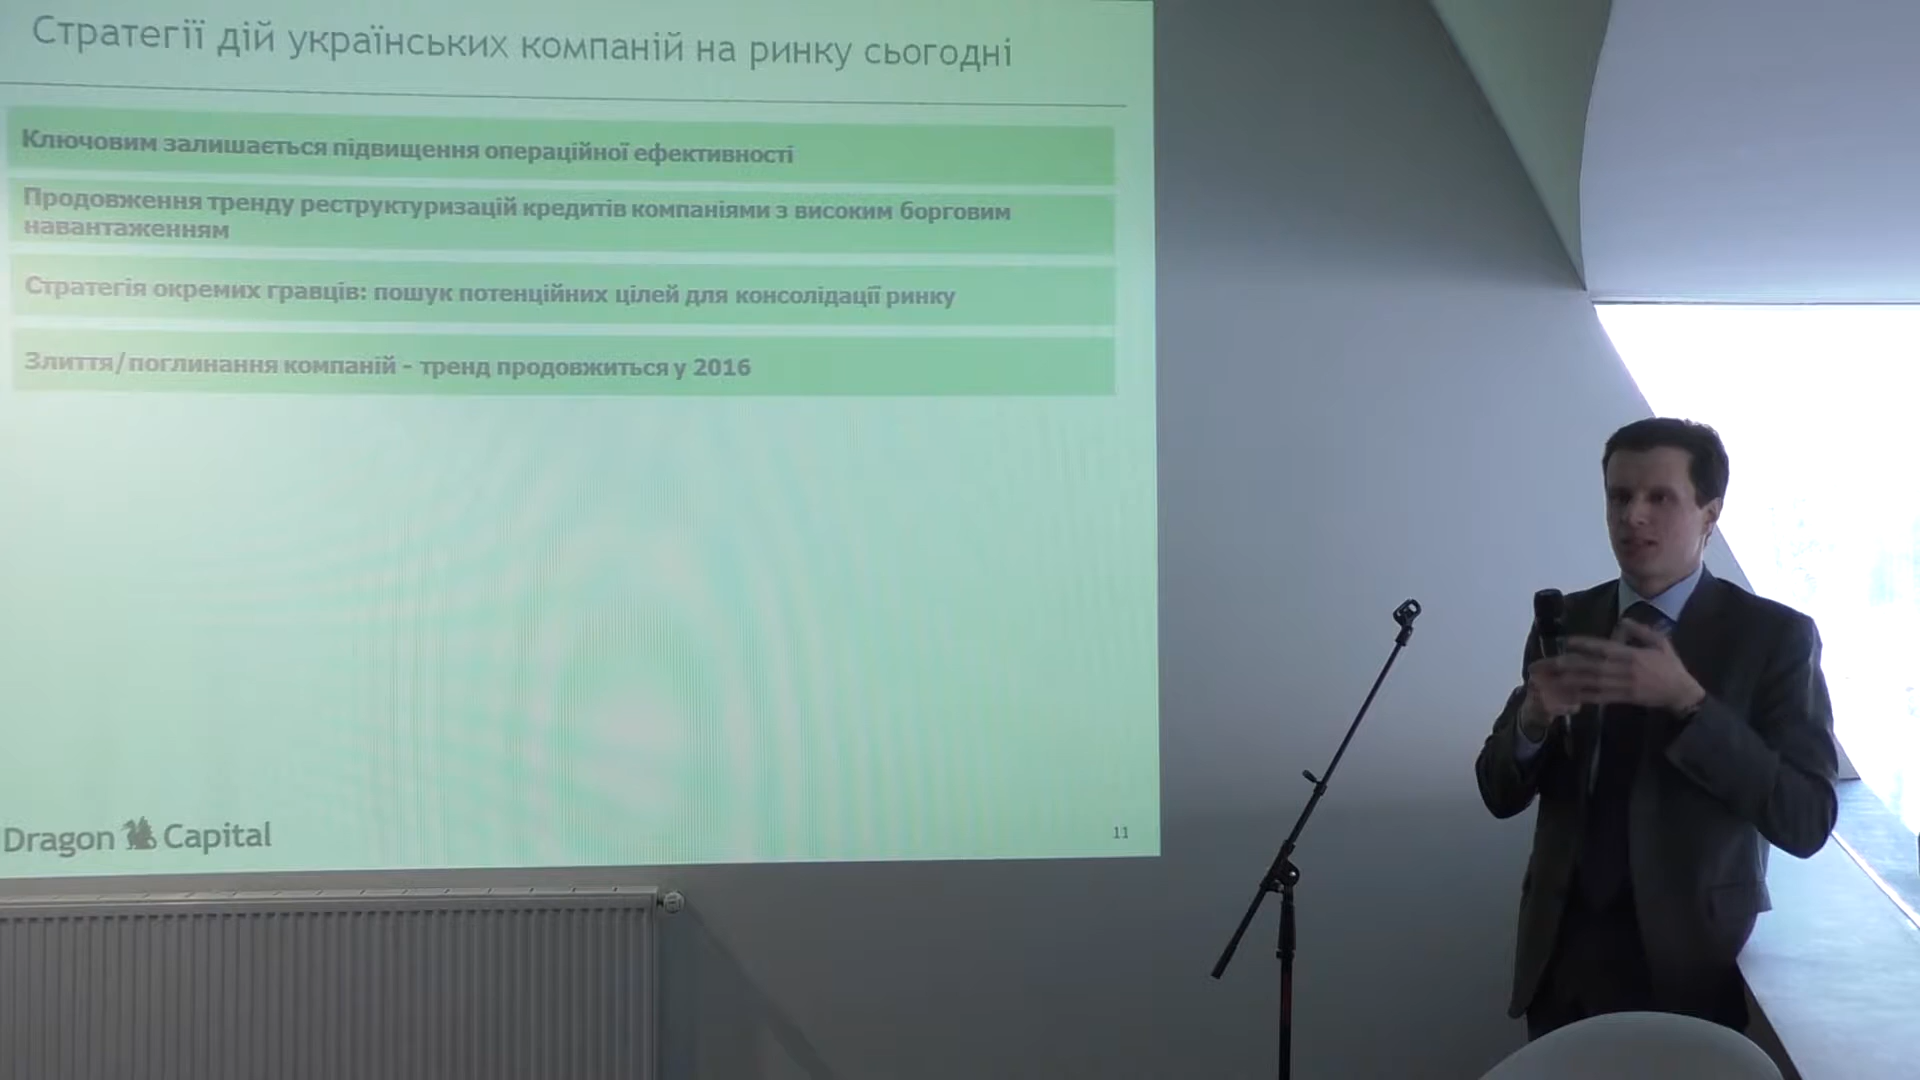 Стратегії дій українських компаній на ринку сьогодні
Ключовим залишається підвищення операційної ефективності
Продовження тренду реструктуризацій кредитів компаніями з високим борговим
навантаженням
Стратегія окремих гравців: пошук потенційних цілей для консолідації ринку
Злиття/поглинання компаній - тренд продовжиться у 2016
Dragon Capital
11